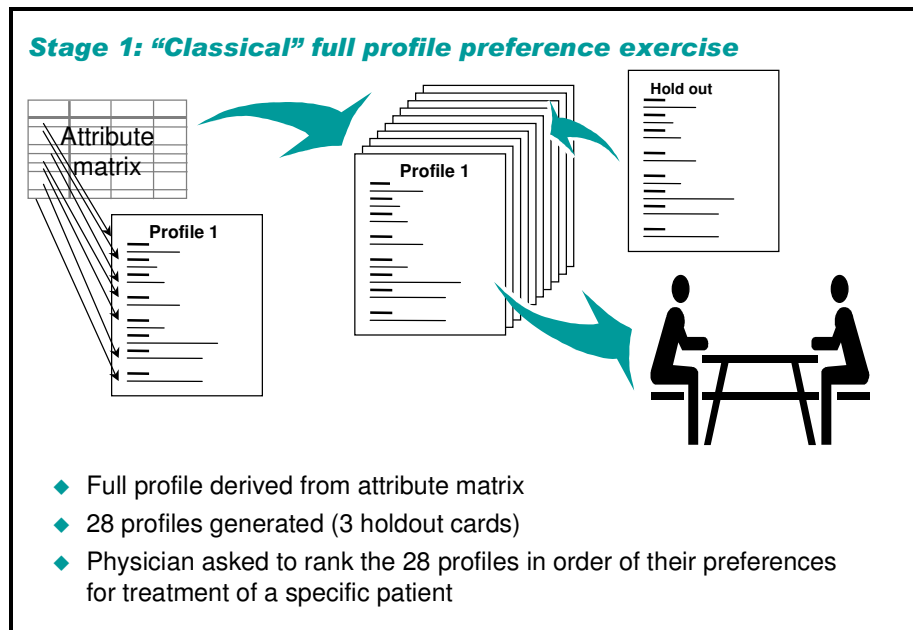 Stage 1: “Classical” full profile preference exercise
Attribute
matrix
Profile 1
Profile 1
Hold out
Full profile derived from attribute matrix
28 profiles generated (3 holdout cards)
Physician asked to rank the 28 profiles in order of their preferences
for treatment of a specific patient